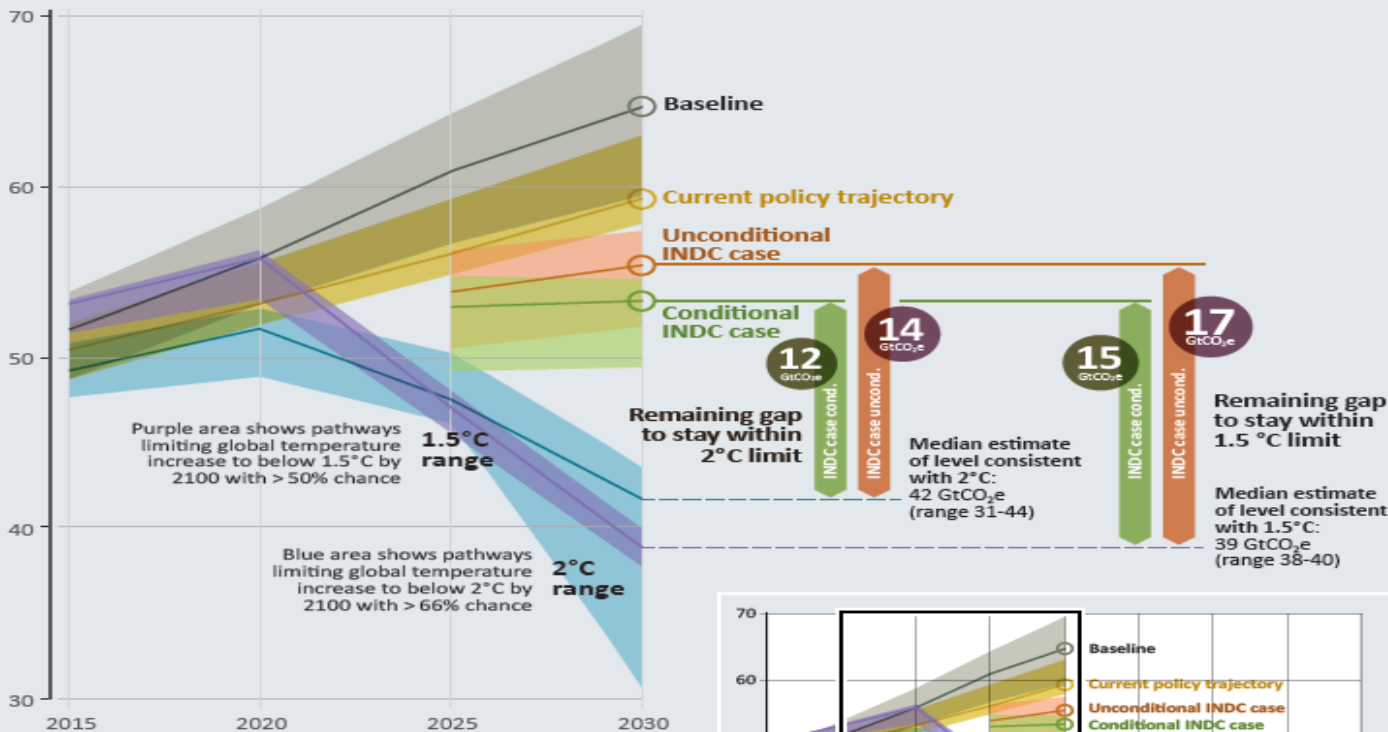 70
60
50
40
30
2015
2020
2025
2030
Baseline
Current policy trajectory
Unconditional
INDC case
Conditional
INDC case
12
GtCO₂e
14
GtCO₂e
15
GtCO₂e
17
GtCO₂e
INDC case cond.
INDC case uncond.
INDC case cond.
INDC case uncond.
Remaining gap
to stay within
2°C limit
Median estimate
of level consistent
with 2°C:
42 GtCO₂e
(range 31-44)
Remaining gap
to stay within
1.5 °C limit
Median estimate
of level consistent
with 1.5°C:
39 GtCO₂e
(range 38-40)
Purple area shows pathways
limiting global temperature
increase to below 1.5°C by
2100 with > 50% chance
1.5°C
range
Blue area shows pathways
limiting global temperature
increase to below 2°C by
2100 with > 66% chance
2°C
range
70
60
Baseline
Current policy trajectory
Unconditional INDC case
Conditional INDC case